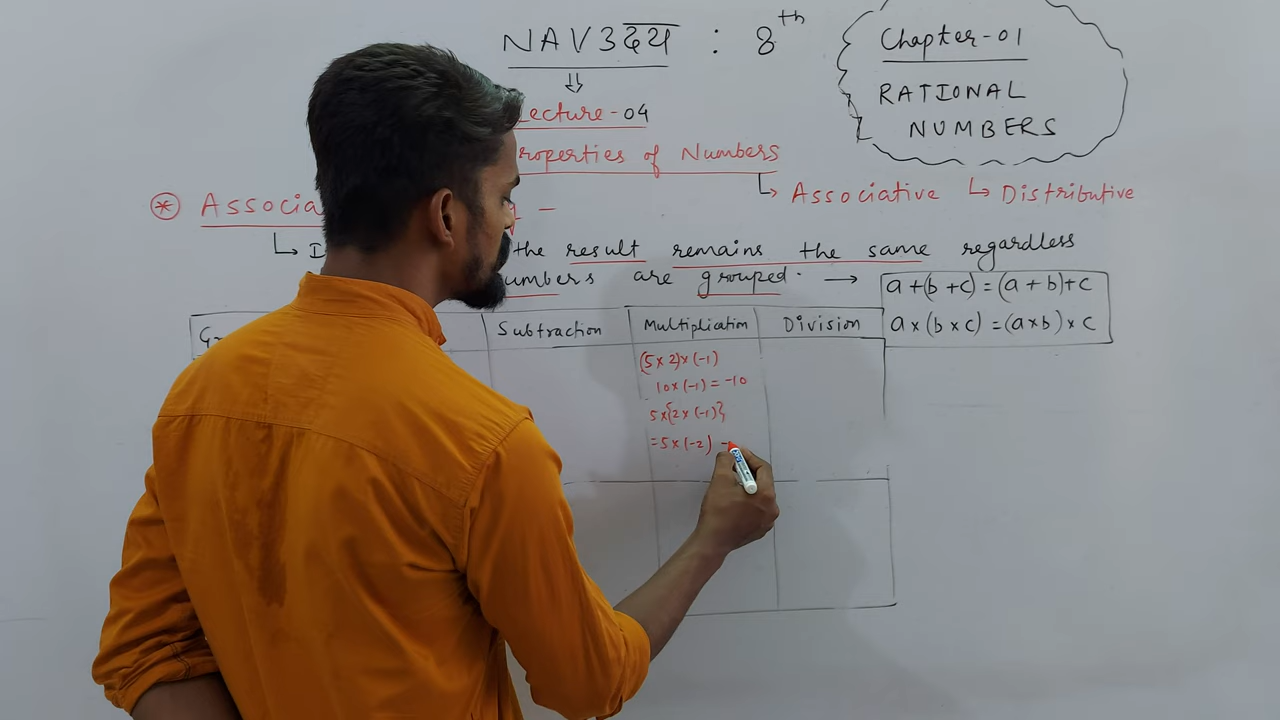 NAV3दय : 8th
Chapter-01
RATIONAL
NUMBERS
⇓
Lecture-04
roperties of Numbers
↳ Associative ↳ Distributive
* Associa -
↳ I the result remains the same regardless
umbers are grouped. →
a+(b+c)=(a+b)+c
a×(b×c)=(a×b)×c
Subtraction Multiplication Division
(5×2)×(-1)
10×(-1)=-10
5×{2×(-1)}
=5×(-2)